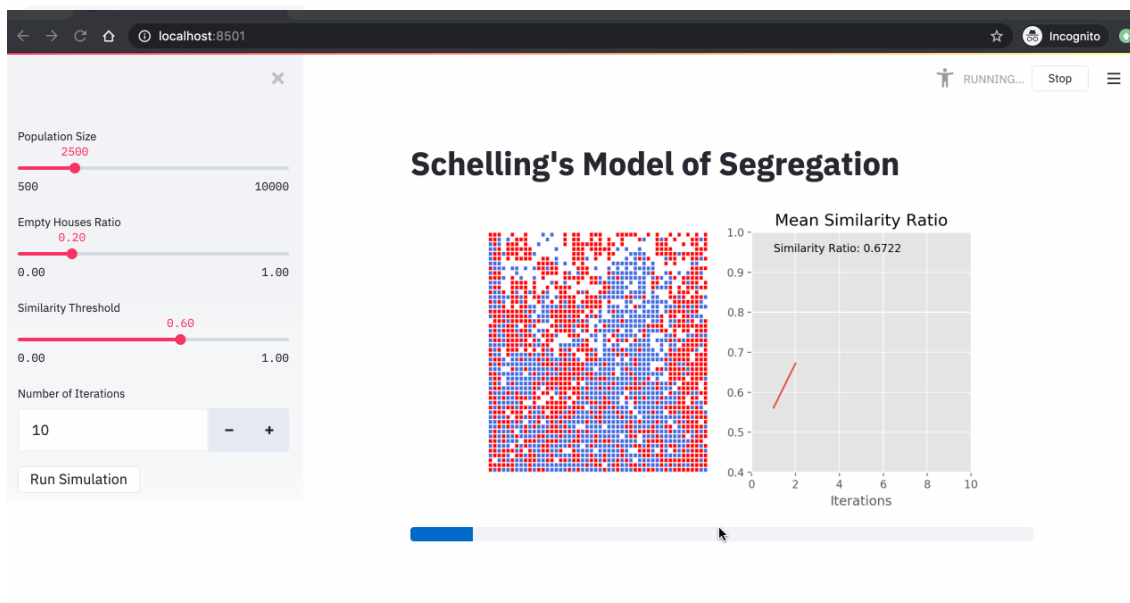 localhost:8501
Incognito
RUNNING...
Stop
Population Size
2500
500 10000
Empty Houses Ratio
0.20
0.00 1.00
Similarity Threshold
0.60
0.00 1.00
Number of Iterations
10
- +
Run Simulation
Schelling's Model of Segregation
Mean Similarity Ratio
Similarity Ratio: 0.6722
1.0
0.9
0.8
0.7
0.6
0.5
0.4
0 2 4 6 8 10
Iterations